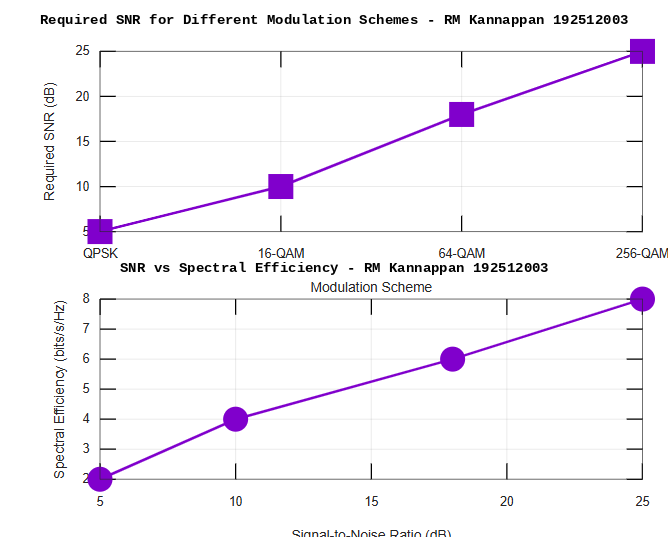 Required SNR for Different Modulation Schemes - RM Kannappan 192512003
25
20
15
10
5
Required SNR (dB)
QPSK
16-QAM
64-QAM
256-QAM
Modulation Scheme
SNR vs Spectral Efficiency - RM Kannappan 192512003
8
7
6
5
4
3
2
Spectral Efficiency (bits/s/Hz)
5
10
15
20
25
Signal-to-Noise Ratio (dB)